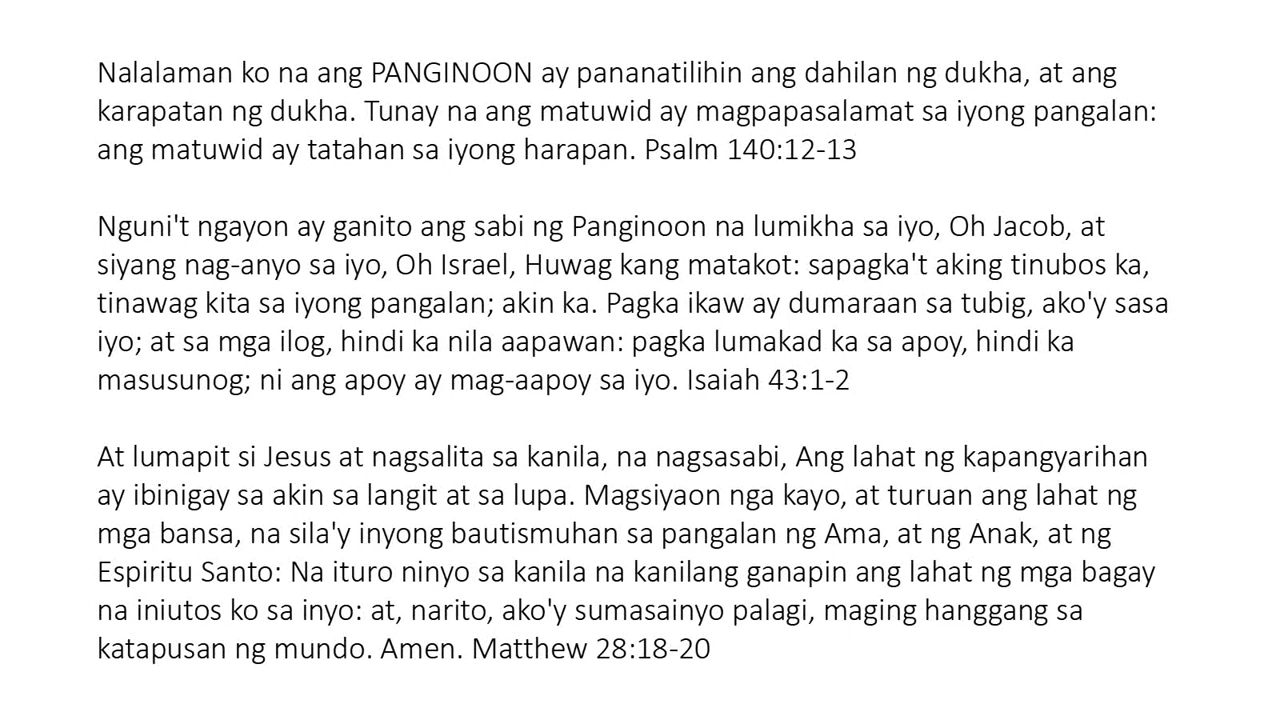 Nalalaman ko na ang PANGINOON ay pananatilihin ang dahilan ng dukha, at ang
karapatan ng dukha. Tunay na ang matuwid ay magpapasalamat sa iyong pangalan:
ang matuwid ay tatahan sa iyong harapan. Psalm 140:12-13
Nguni't ngayon ay ganito ang sabi ng Panginoon na lumikha sa iyo, Oh Jacob, at
siyang nag-anyo sa iyo, Oh Israel, Huwag kang matakot: sapagka't aking tinubos ka,
tinawag kita sa iyong pangalan; akin ka. Pagka ikaw ay dumaraan sa tubig, ako'y sasa
iyo; at sa mga ilog, hindi ka nila aapawan: pagka lumakad ka sa apoy, hindi ka
masusunog; ni ang apoy ay mag-aapoy sa iyo. Isaiah 43:1-2
At lumapit si Jesus at nagsalita sa kanila, na nagsasabi, Ang lahat ng kapangyarihan
ay ibinigay sa akin sa langit at sa lupa. Magsiyaon nga kayo, at turuan ang lahat ng
mga bansa, na sila'y inyong bautismuhan sa pangalan ng Ama, at ng Anak, at ng
Espiritu Santo: Na ituro ninyo sa kanila na kanilang ganapin ang lahat ng mga bagay
na iniutos ko sa inyo: at, narito, ako'y sumasainyo palagi, maging hanggang sa
katapusan ng mundo. Amen. Matthew 28:18-20